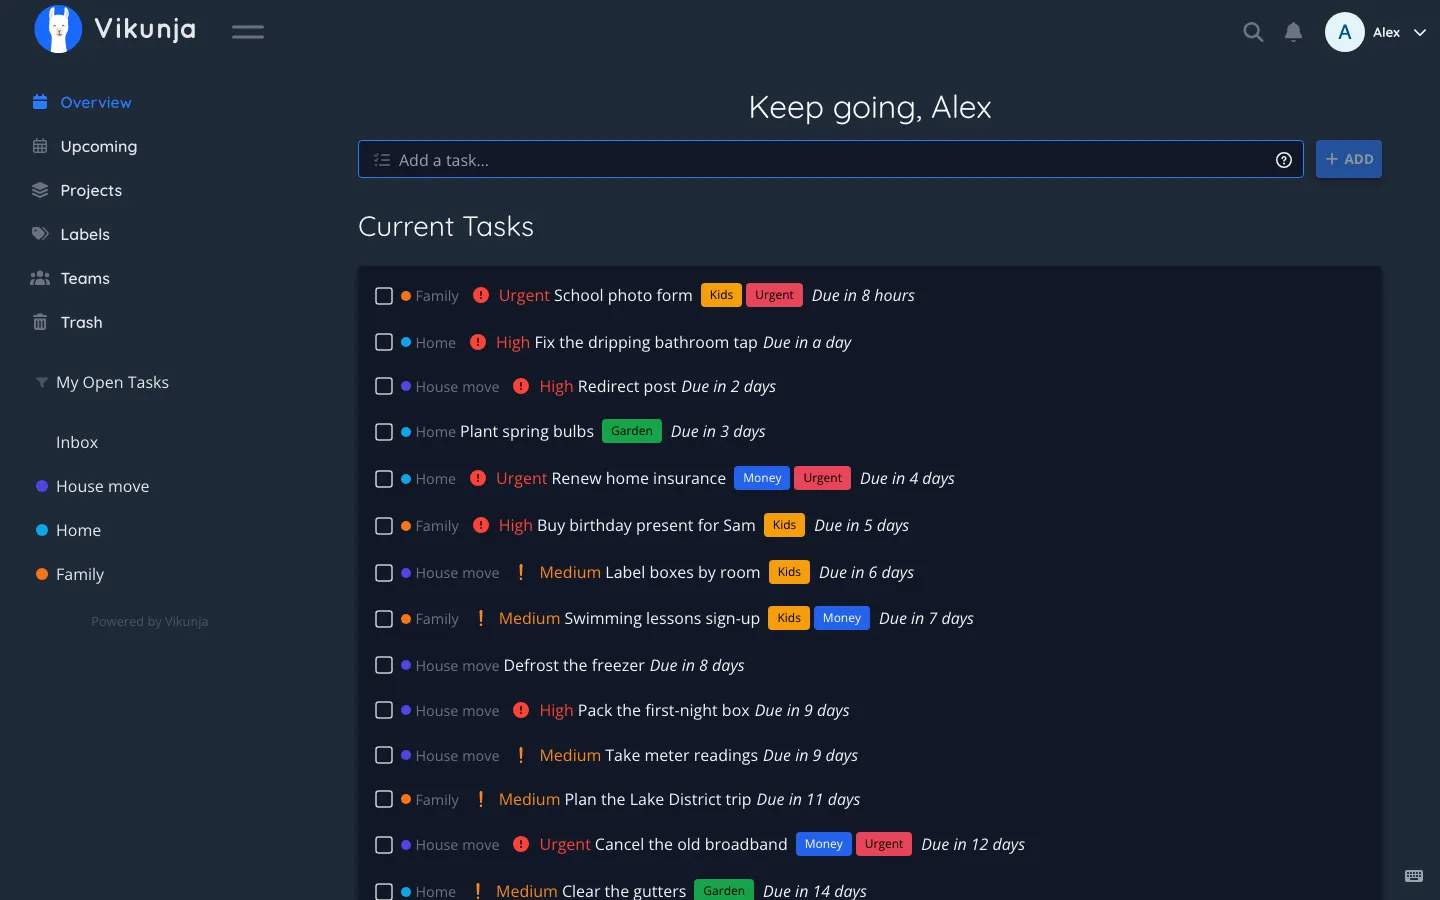 Vikunja
A Alex
Overview
Upcoming
Projects
Labels
Teams
Trash
My Open Tasks
Inbox
House move
Home
Family
Powered by Vikunja
Keep going, Alex
Add a task...
+ ADD
Current Tasks
Family Urgent School photo form Kids Urgent Due in 8 hours
Home High Fix the dripping bathroom tap Due in a day
House move High Redirect post Due in 2 days
Home Plant spring bulbs Garden Due in 3 days
Home Urgent Renew home insurance Money Urgent Due in 4 days
Family High Buy birthday present for Sam Kids Due in 5 days
House move Medium Label boxes by room Kids Due in 6 days
Family Medium Swimming lessons sign-up Kids Money Due in 7 days
House move Defrost the freezer Due in 8 days
House move High Pack the first-night box Due in 9 days
House move Medium Take meter readings Due in 9 days
Family Medium Plan the Lake District trip Due in 11 days
House move Urgent Cancel the old broadband Money Urgent Due in 12 days
Home Medium Clear the gutters Garden Due in 14 days